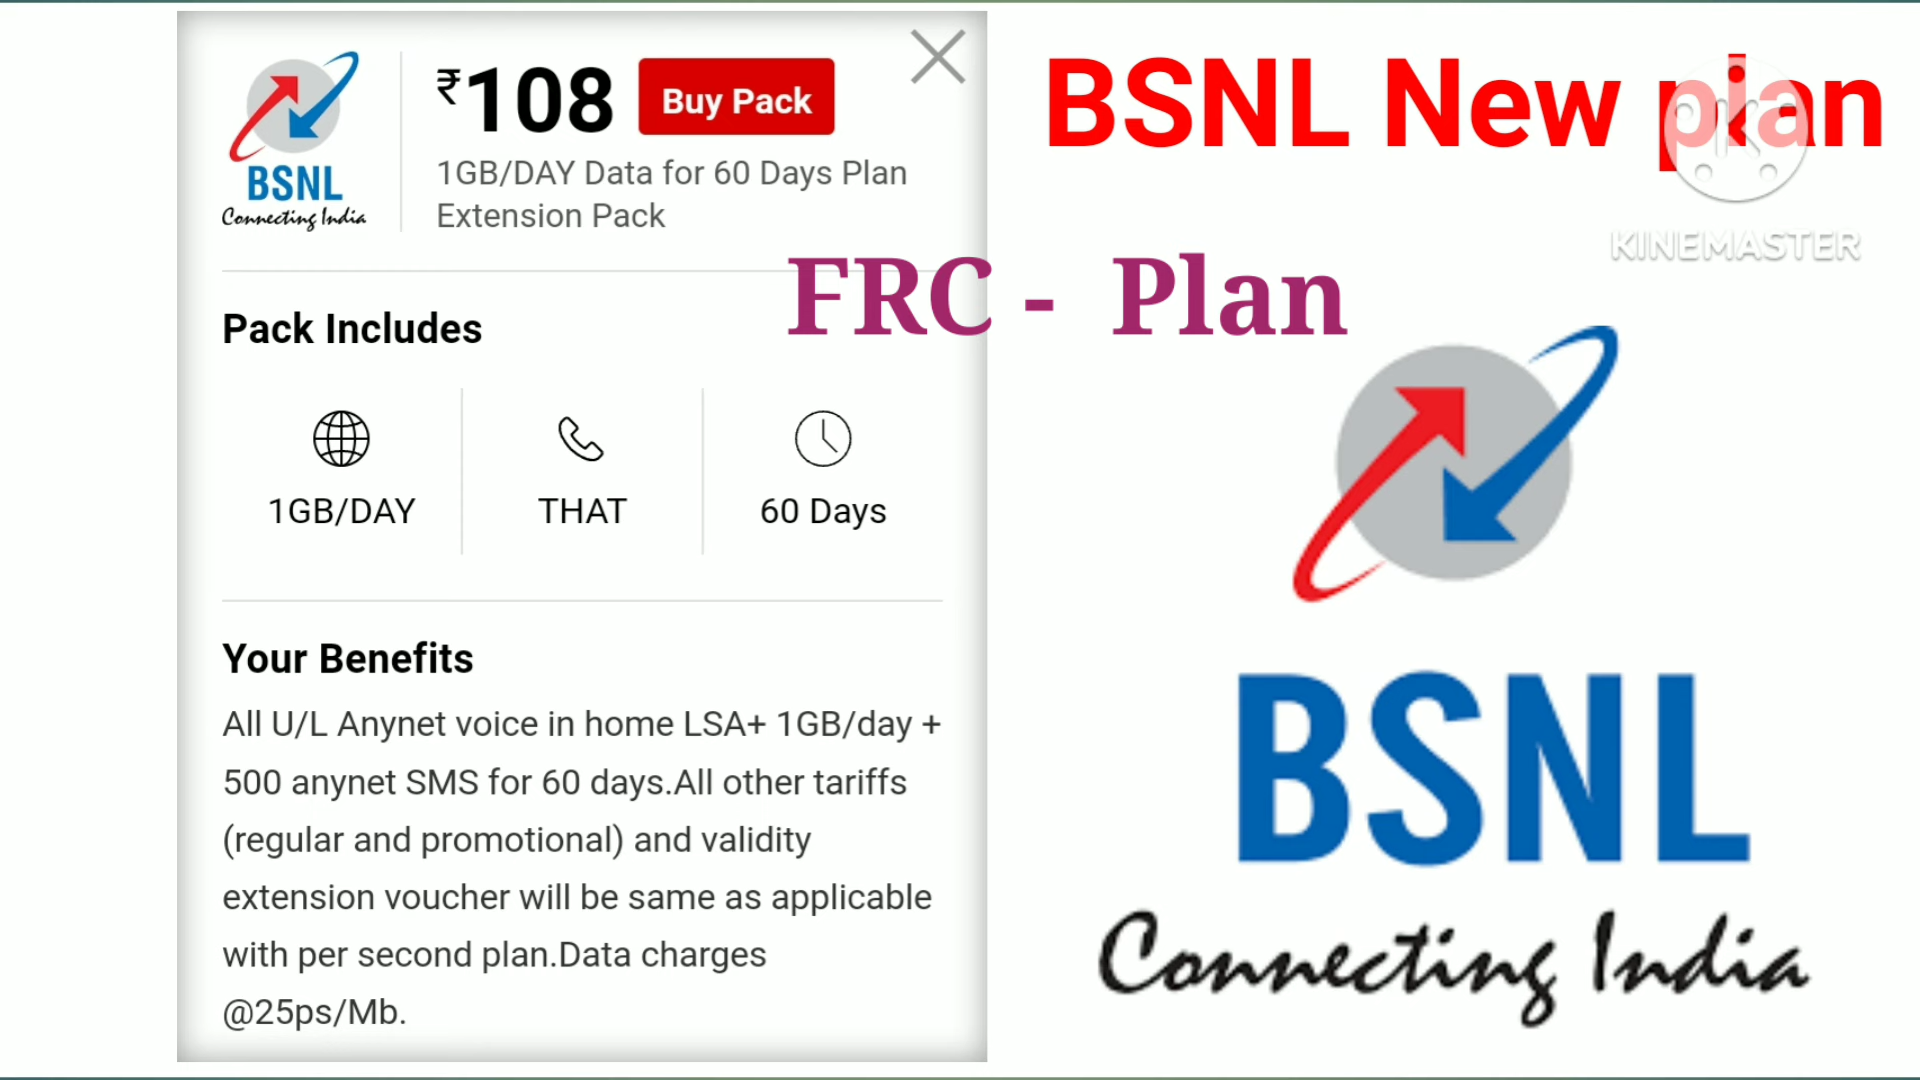 BSNL
Connecting India
₹108
Buy Pack
1GB/DAY Data for 60 Days Plan
Extension Pack
Pack Includes
1GB/DAY
THAT
60 Days
Your Benefits
All U/L Anynet voice in home LSA+ 1GB/day +
500 anynet SMS for 60 days.All other tariffs
(regular and promotional) and validity
extension voucher will be same as applicable
with per second plan.Data charges
@25ps/Mb.
FRC - Plan
BSNL New plan
KINEMASTER
BSNL
Connecting India